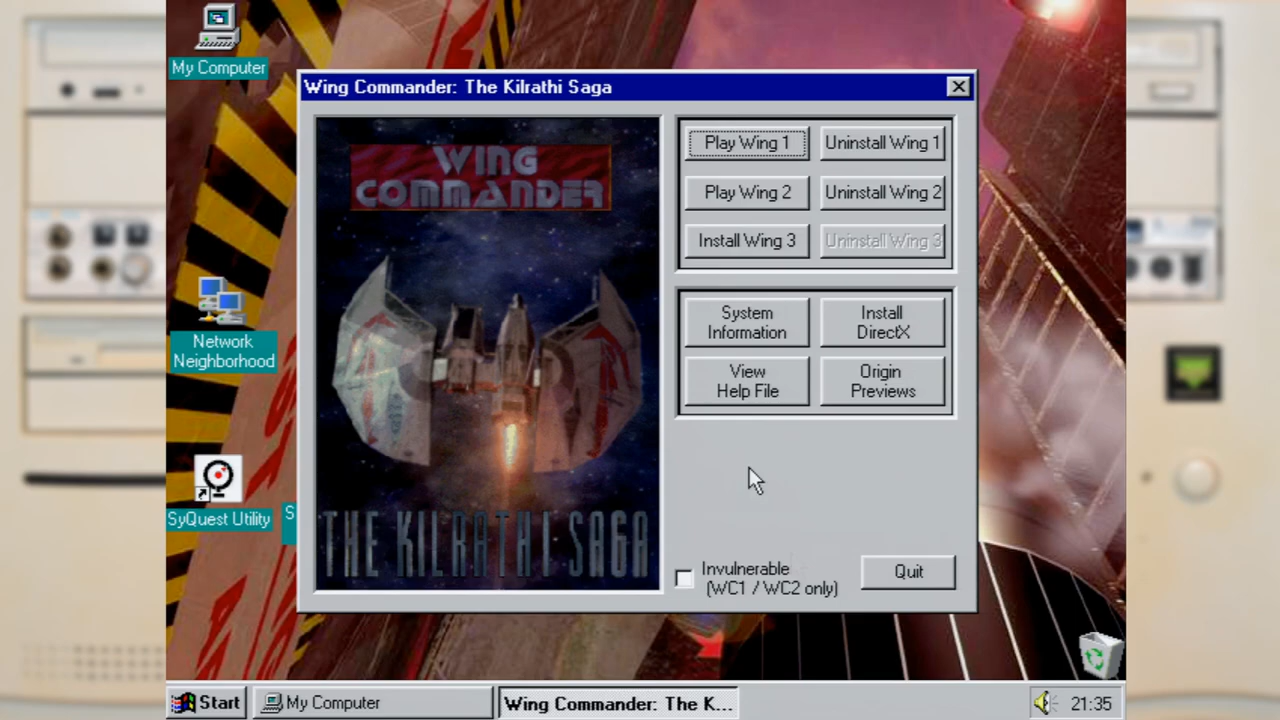 My Computer
Wing Commander: The Kilrathi Saga
WING
COMMANDER
THE KILRATHI SAGA
Play Wing 1
Uninstall Wing 1
Play Wing 2
Uninstall Wing 2
Install Wing 3
Uninstall Wing 3
System
Information
Install
DirectX
View
Help File
Origin
Previews
Invulnerable
(WC1 / WC2 only)
Quit
Network
Neighborhood
SyQuest Utility
S
Start
My Computer
Wing Commander: The K...
21:35